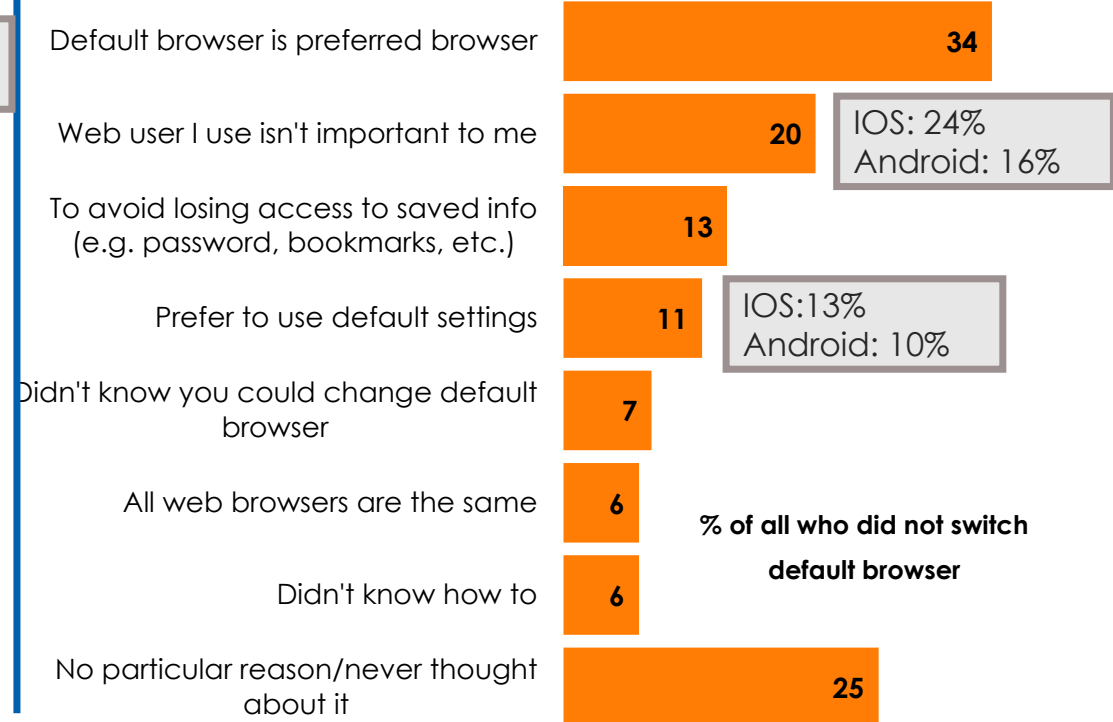 Default browser is preferred browser
34
Web user I use isn't important to me
20
IOS: 24%
Android: 16%
To avoid losing access to saved info
(e.g. password, bookmarks, etc.)
13
Prefer to use default settings
11
IOS:13%
Android: 10%
Didn't know you could change default
browser
7
All web browsers are the same
6
% of all who did not switch
default browser
Didn't know how to
6
No particular reason/never thought
about it
25